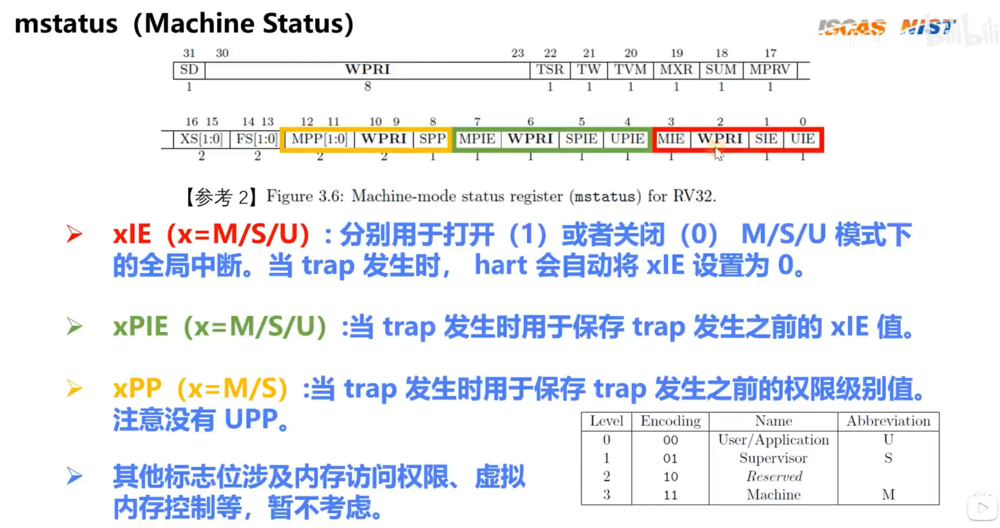 mstatus（Machine Status）
ISCAS NIST
bilibili
31 30 23 22 21 20 19 18 17
SD WPRI TSR TW TVM MXR SUM MPRV
1 8 1 1 1 1 1 1
16 15 14 13 12 11 10 9 8 7 6 5 4 3 2 1 0
XS[1:0] FS[1:0] MPP[1:0] WPRI SPP MPIE WPRI SPIE UPIE MIE WPRI SIE UIE
2 2 2 2 1 1 1 1 1 1 1 1
【参考 2】Figure 3.6: Machine-mode status register (mstatus) for RV32.
➢ xIE（x=M/S/U）: 分别用于打开（1）或者关闭（0） M/S/U 模式下
的全局中断。当 trap 发生时， hart 会自动将 xIE 设置为 0。
➢ xPIE（x=M/S/U）:当 trap 发生时用于保存 trap 发生之前的 xIE 值。
➢ xPP（x=M/S）:当 trap 发生时用于保存 trap 发生之前的权限级别值。
注意没有 UPP。
➢ 其他标志位涉及内存访问权限、虚拟
内存控制等，暂不考虑。
Level Encoding Name Abbreviation
0 00 User/Application U
1 01 Supervisor S
2 10 Reserved
3 11 Machine M